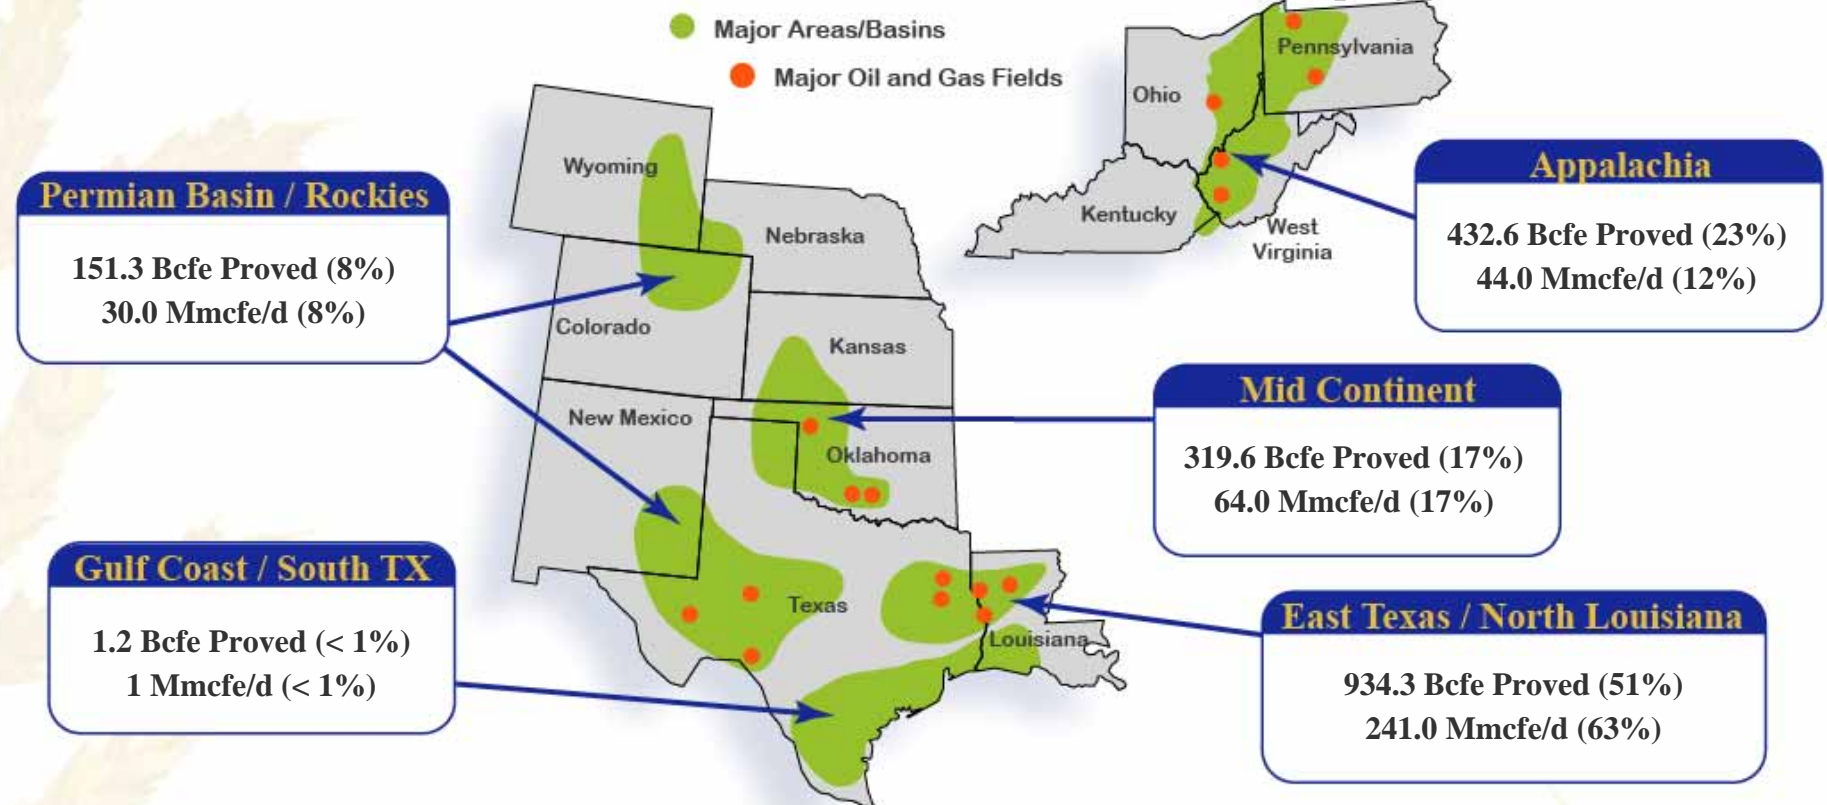 Major Areas/Basins
Major Oil and Gas Fields
Pennsylvania
Ohio
Kentucky
West
Virginia
Appalachia
432.6 Bcfe Proved (23%)
44.0 Mmcfe/d (12%)
Wyoming
Nebraska
Colorado
Kansas
New Mexico
Oklahoma
Texas
Louisiana
Permian Basin / Rockies
151.3 Bcfe Proved (8%)
30.0 Mmcfe/d (8%)
Mid Continent
319.6 Bcfe Proved (17%)
64.0 Mmcfe/d (17%)
Gulf Coast / South TX
1.2 Bcfe Proved (< 1%)
1 Mmcfe/d (< 1%)
East Texas / North Louisiana
934.3 Bcfe Proved (51%)
241.0 Mmcfe/d (63%)